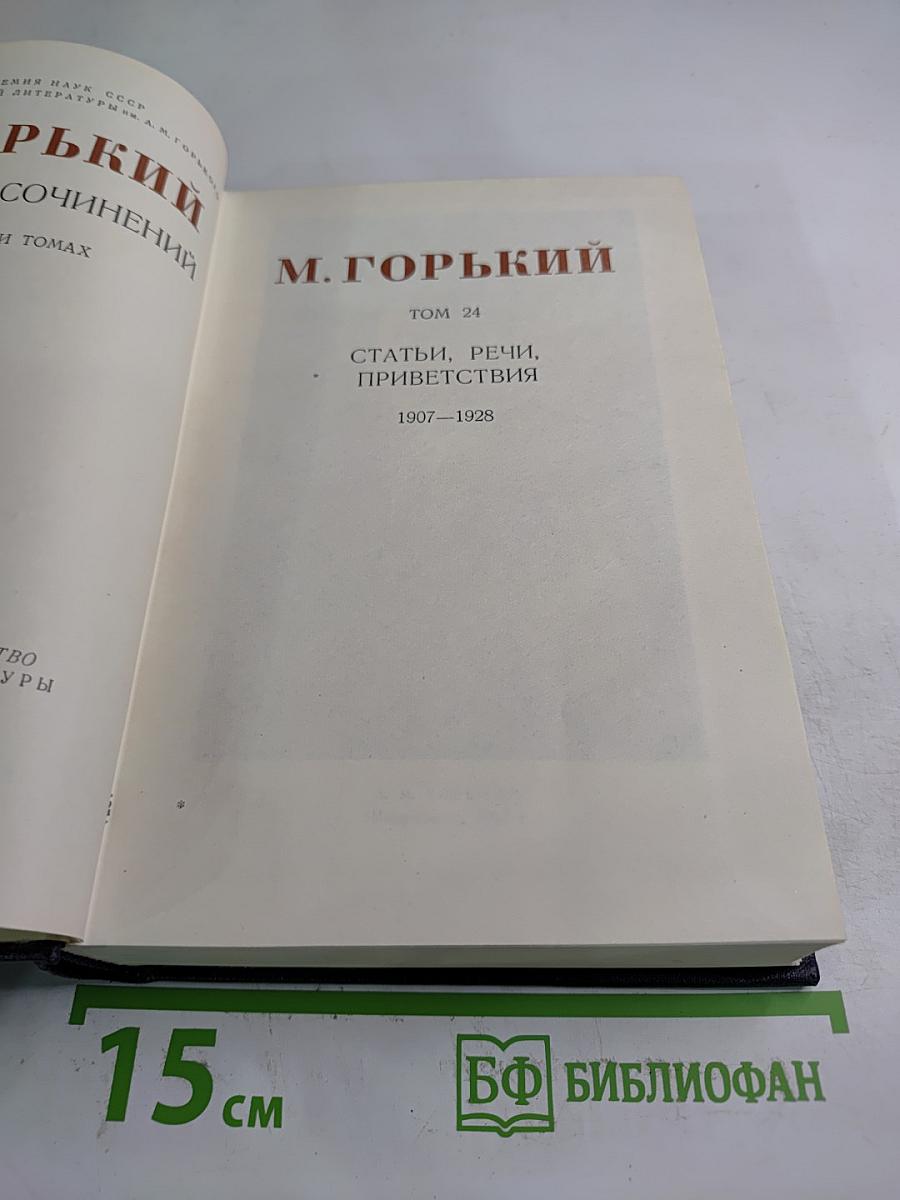 ЕМИЯ НАУК СССР
Й ЛИТЕРАТУРЫ им. А. М. ГОРЬК
РЬКИЙ
СОЧИНЕНИЙ
И ТОМАХ
ТВО
УРЫ
М. ГОРЬКИЙ
ТОМ 24
СТАТЬИ, РЕЧИ,
ПРИВЕТСТВИЯ
1907—1928
15 СМ
БФ БИБЛИОФАН